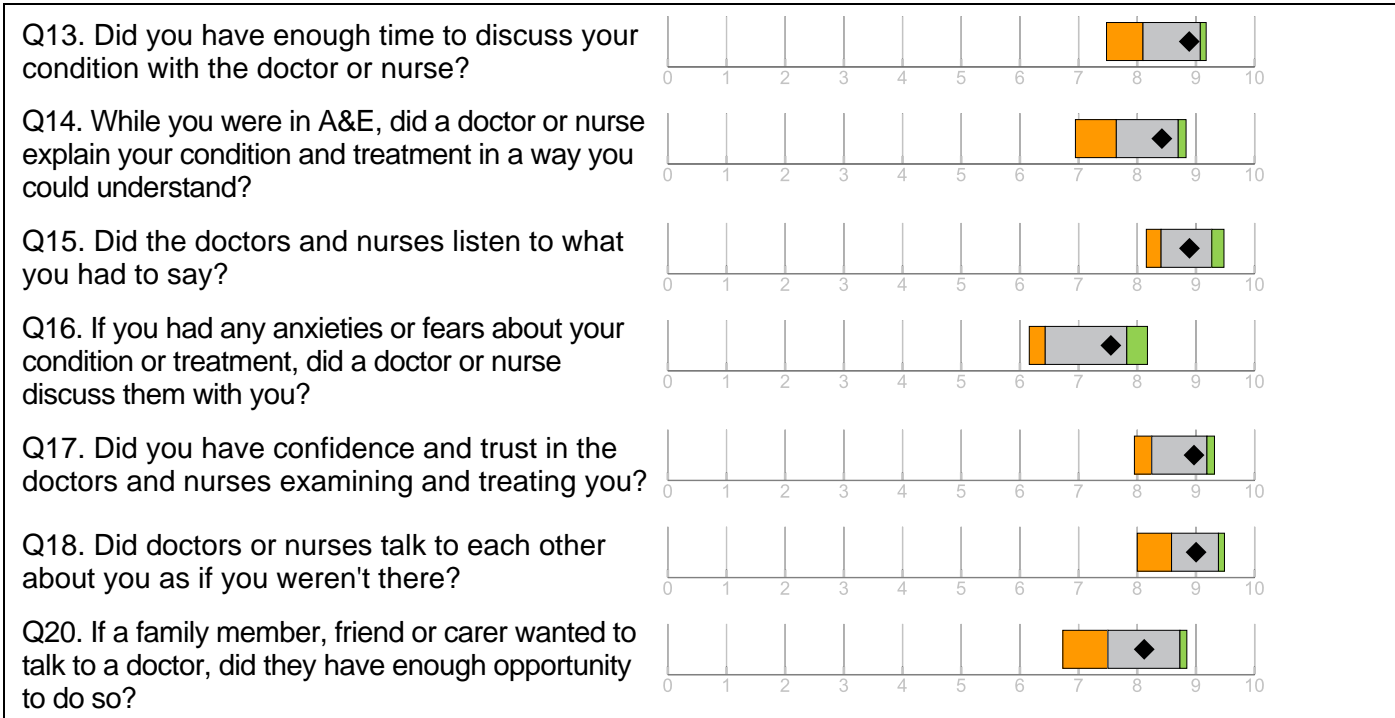 Q13. Did you have enough time to discuss your
condition with the doctor or nurse?
0 1 2 3 4 5 6 7 8 9 10
Q14. While you were in A&E, did a doctor or nurse
explain your condition and treatment in a way you
could understand?
0 1 2 3 4 5 6 7 8 9 10
Q15. Did the doctors and nurses listen to what
you had to say?
0 1 2 3 4 5 6 7 8 9 10
Q16. If you had any anxieties or fears about your
condition or treatment, did a doctor or nurse
discuss them with you?
0 1 2 3 4 5 6 7 8 9 10
Q17. Did you have confidence and trust in the
doctors and nurses examining and treating you?
0 1 2 3 4 5 6 7 8 9 10
Q18. Did doctors or nurses talk to each other
about you as if you weren't there?
0 1 2 3 4 5 6 7 8 9 10
Q20. If a family member, friend or carer wanted to
talk to a doctor, did they have enough opportunity
to do so?
0 1 2 3 4 5 6 7 8 9 10